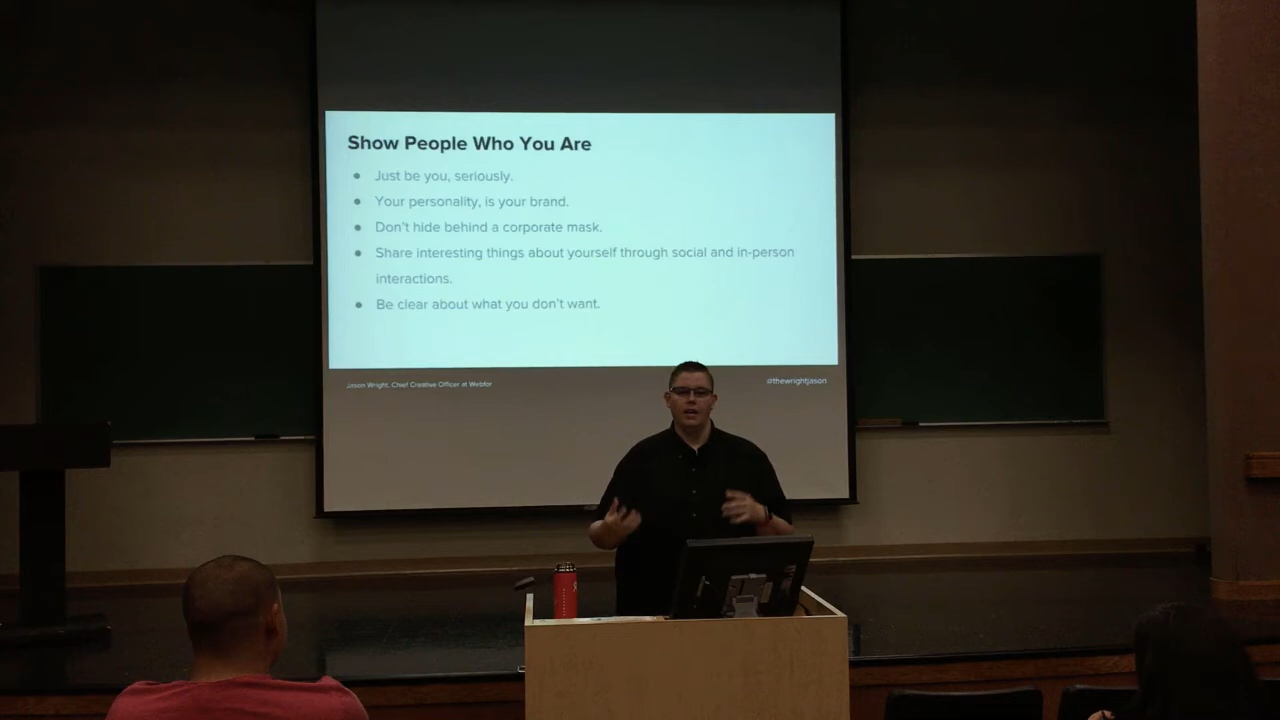 Show People Who You Are
● Just be you, seriously.
● Your personality, is your brand.
● Don't hide behind a corporate mask.
● Share interesting things about yourself through social and in-person
interactions.
● Be clear about what you don't want.
Jason Wright, Chief Creative Officer at Webfor
@thewrightjason